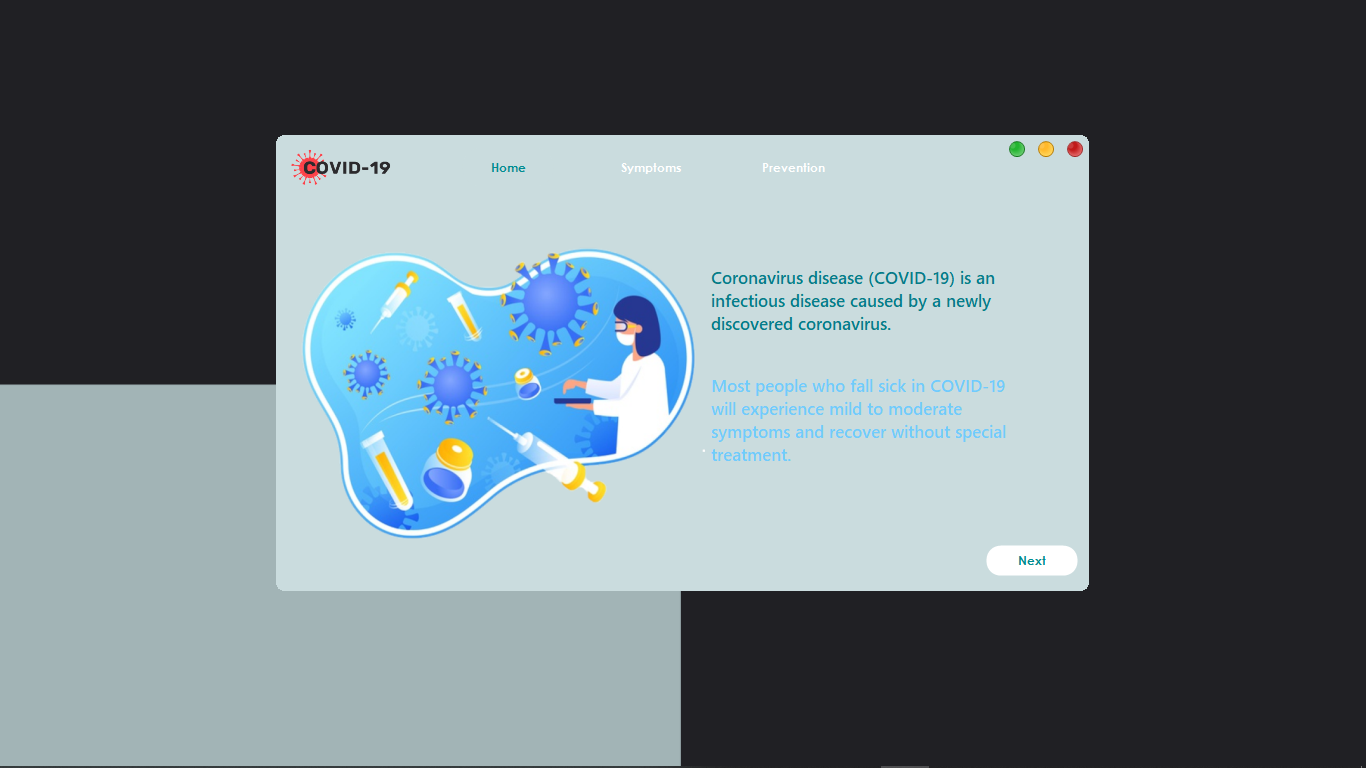 COVID-19
Home Symptoms Prevention
Coronavirus disease (COVID-19) is an
infectious disease caused by a newly
discovered coronavirus.
Most people who fall sick in COVID-19
will experience mild to moderate
symptoms and recover without special
treatment.
Next